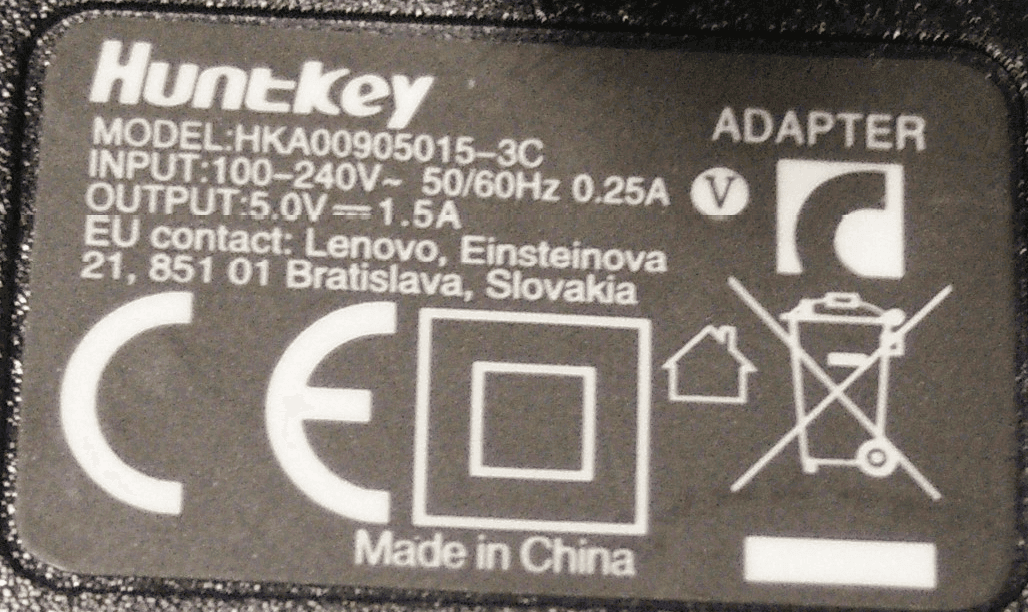 Huntkey
ADAPTER
MODEL:HKA00905015-3C
INPUT:100-240V~ 50/60Hz 0.25A
V
OUTPUT:5.0V⎓1.5A
EU contact: Lenovo, Einsteinova
21, 851 01 Bratislava, Slovakia
CE
Made in China